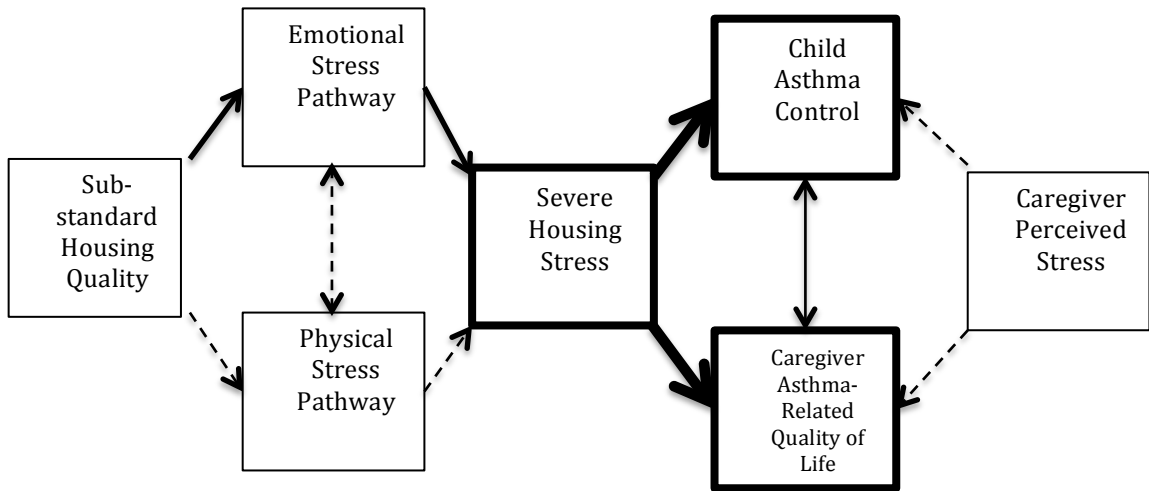 Sub-
standard
Housing
Quality
Emotional
Stress
Pathway
Physical
Stress
Pathway
Severe
Housing
Stress
Child
Asthma
Control
Caregiver
Asthma-
Related
Quality of
Life
Caregiver
Perceived
Stress